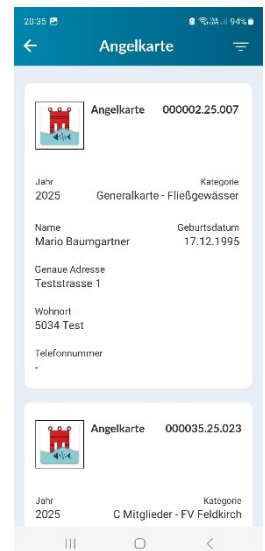 20:35 94%
Angelkarte
Angelkarte 000002.25.007
Jahr Kategorie
2025 Generalkarte - Fließgewässer
Name Geburtsdatum
Mario Baumgartner 17.12.1995
Genaue Adresse
Teststrasse 1
Wohnort
5034 Test
Telefonnummer
-
Angelkarte 000035.25.023
Jahr Kategorie
2025 C Mitglieder - FV Feldkirch